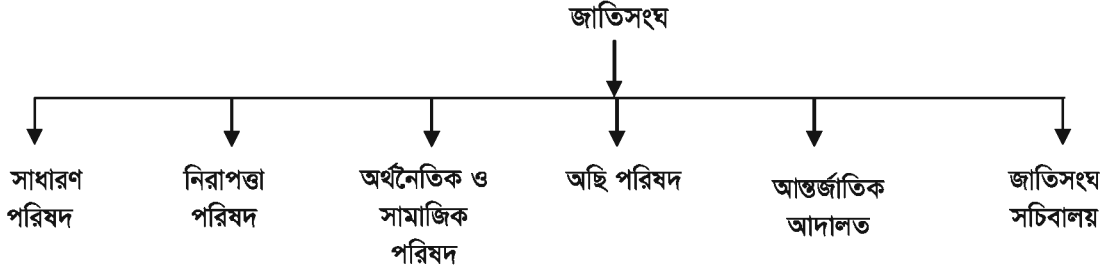 জাতিসংঘ
সাধারণ
পরিষদ
নিরাপত্তা
পরিষদ
অর্থনৈতিক ও
সামাজিক
পরিষদ
অছি পরিষদ
আন্তর্জাতিক
আদালত
জাতিসংঘ
সচিবালয়